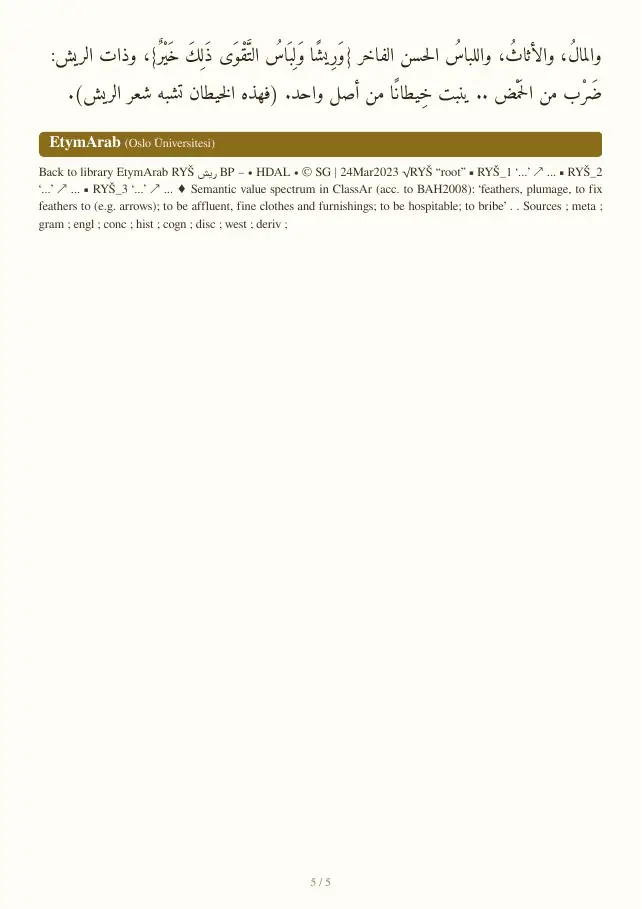 والمالُ، والأثاثُ، واللباسُ الحسن الفاخر {وَرِيشًا وَلِبَاسُ التَّقْوَى ذَلِكَ خَيْرٌ}، وذات الريش:
ضَرْب من الحَمْض .. ينبت خِيطانًا من أصل واحد. (فهذه الخيطان تشبه شعر الريش).
EtymArab (Oslo Üniversitesi)
Back to library EtymArab RYŠ ريش BP – • HDAL • © SG | 24Mar2023 √RYŠ “root” ▪ RYŠ_1 ‘...’ ↗ ... ▪ RYŠ_2
‘...’ ↗ ... ▪ RYŠ_3 ‘...’ ↗ ... ♦ Semantic value spectrum in ClassAr (acc. to BAH2008): ‘feathers, plumage, to fix
feathers to (e.g. arrows); to be affluent, fine clothes and furnishings; to be hospitable; to bribe’ . . Sources ; meta ;
gram ; engl ; conc ; hist ; cogn ; disc ; west ; deriv ;
5 / 5